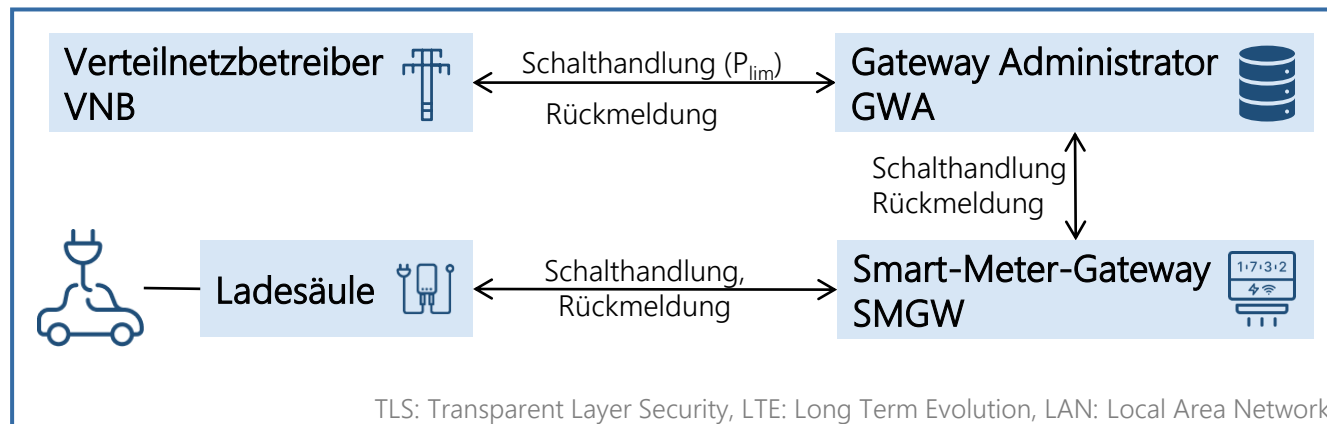 Verteilnetzbetreiber
VNB
Schalthandlung (Plim)
Rückmeldung
Gateway Administrator
GWA
Schalthandlung
Rückmeldung
Ladesäule
Schalthandlung,
Rückmeldung
Smart-Meter-Gateway
SMGW
1·7·3·2
TLS: Transparent Layer Security, LTE: Long Term Evolution, LAN: Local Area Network